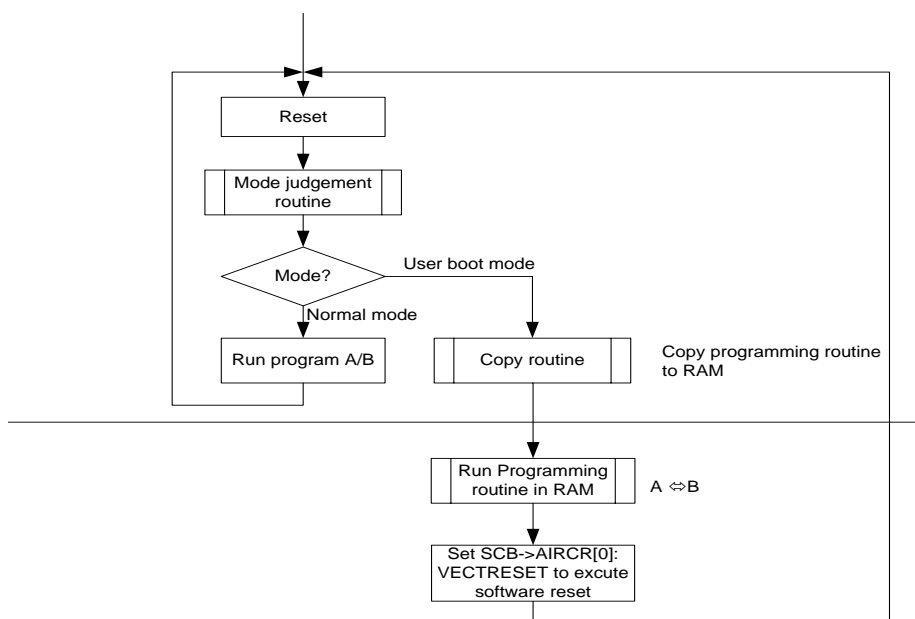 Reset
Mode judgement
routine
Mode?
User boot mode
Normal mode
Run program A/B
Copy routine
Copy programming routine
to RAM
Run Programming
routine in RAM
A ⇔B
Set SCB->AIRCR[0]:
VECTRESET to excute
software reset